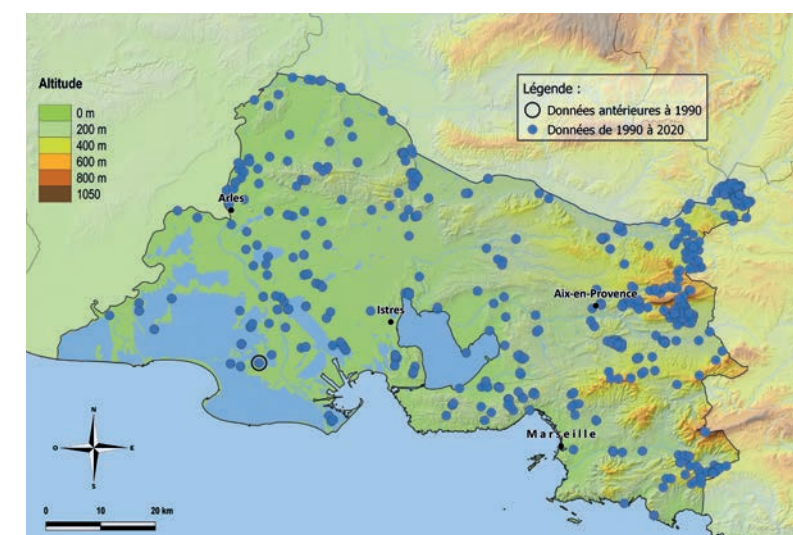 Altitude
0 m
200 m
400 m
600 m
800 m
1050
Légende :
Données antérieures à 1990
Données de 1990 à 2020
Arles
Istres
Aix-en-Provence
Marseille
N
O
E
S
0 10 20 km